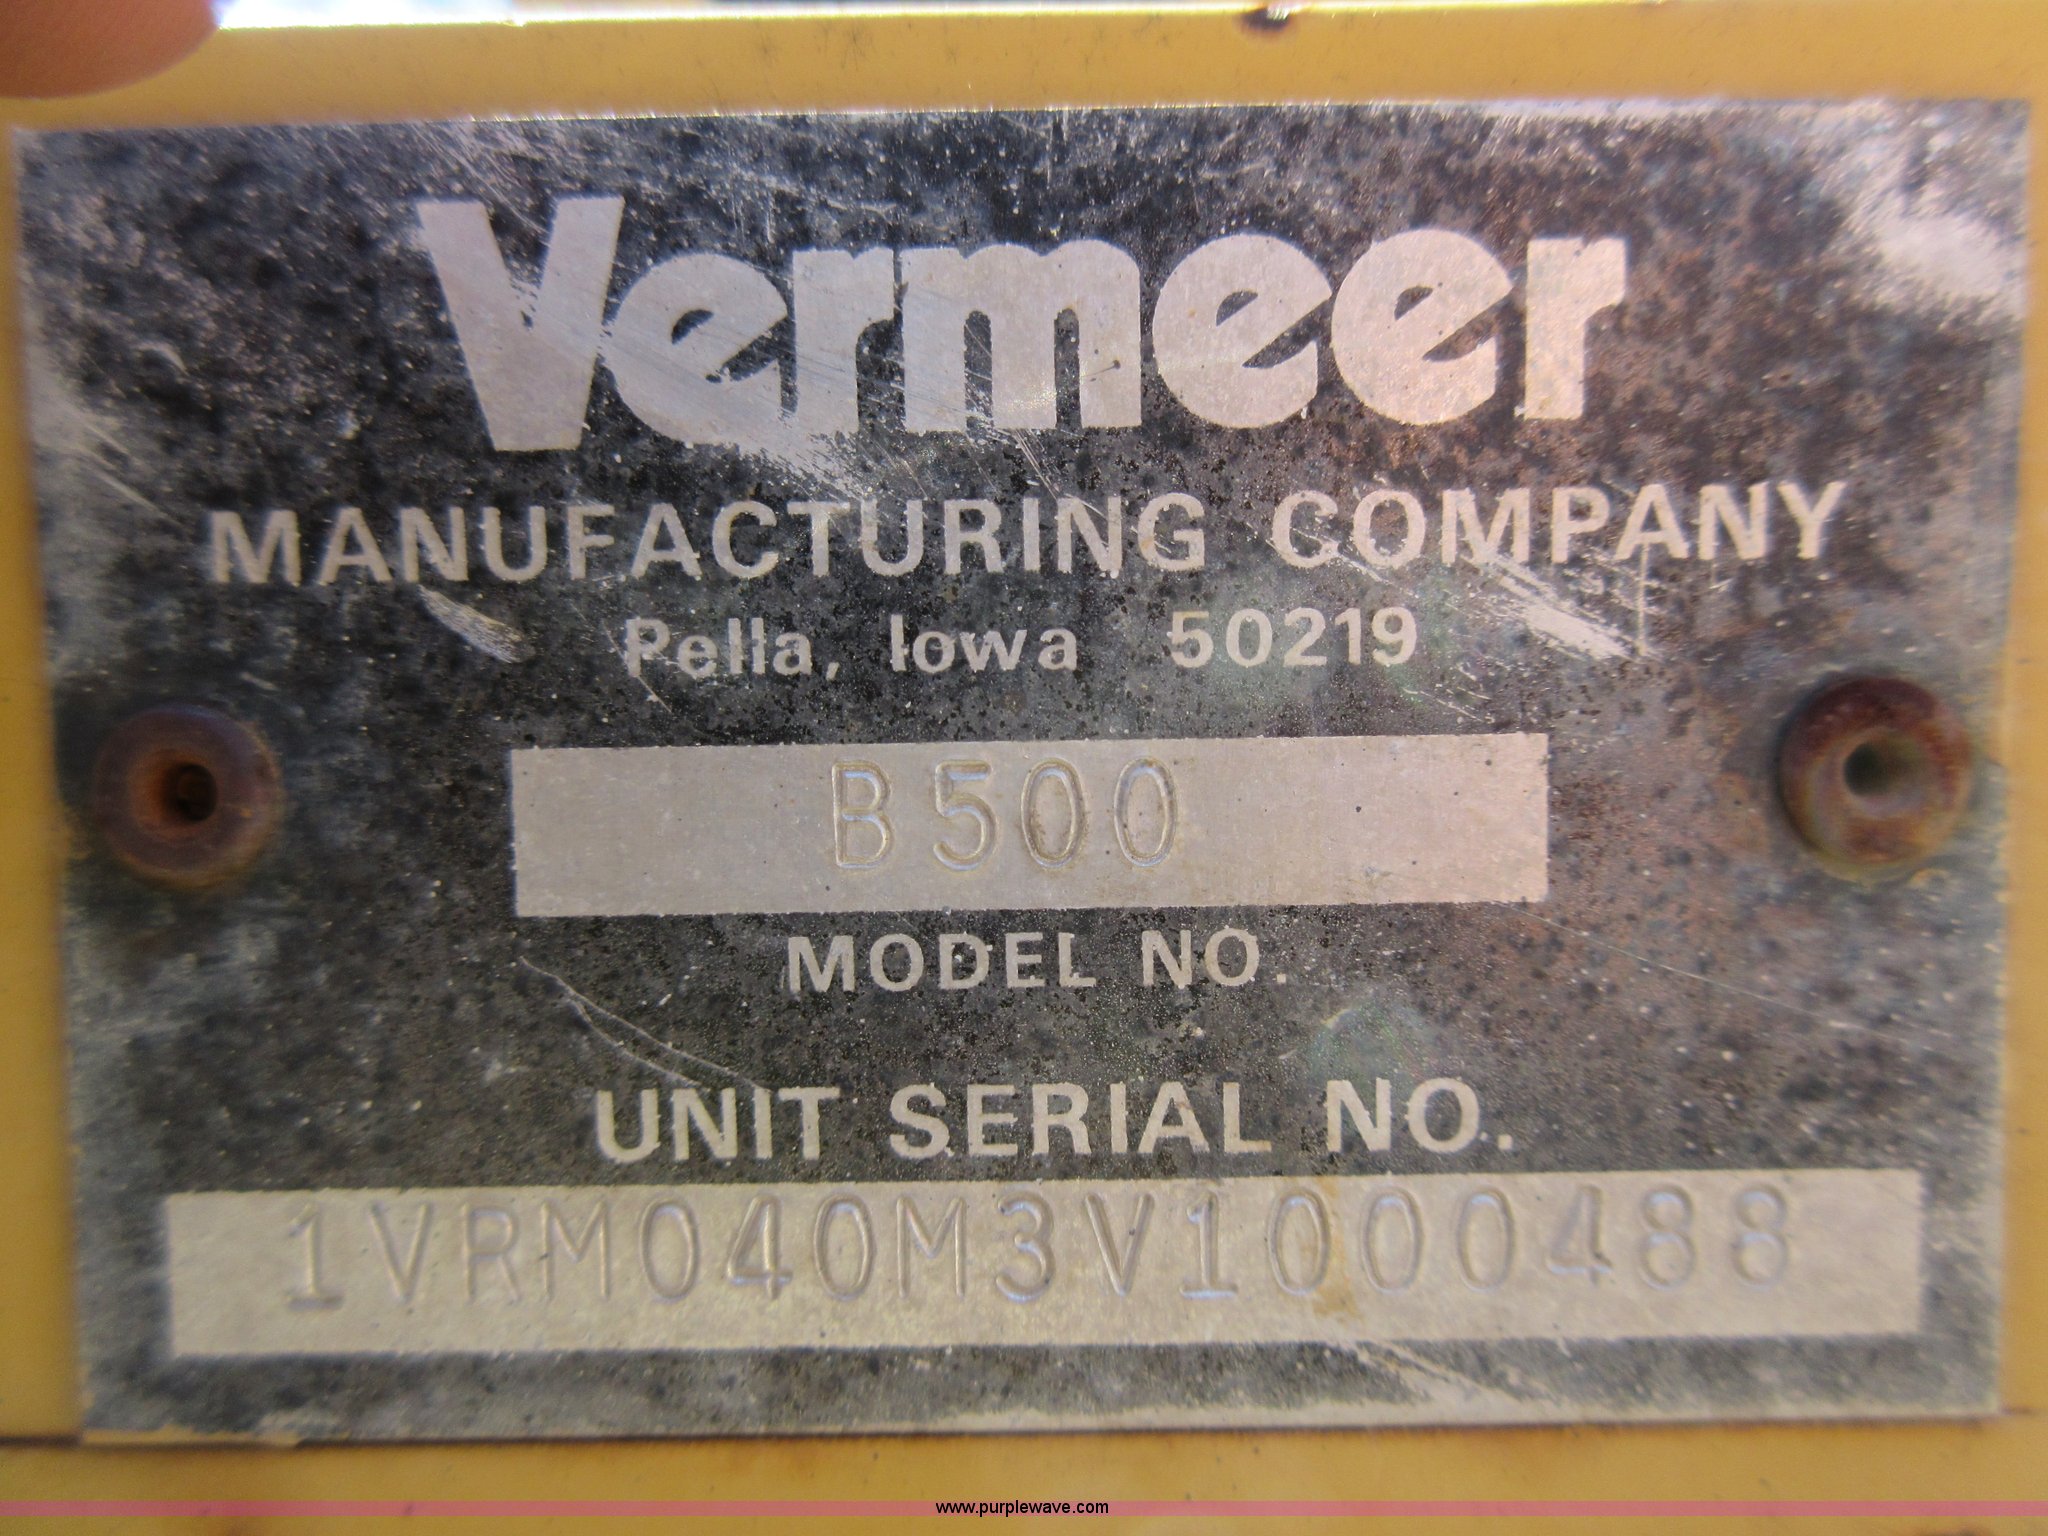 Vermeer
MANUFACTURING COMPANY
Pella, Iowa 50219
B500
MODEL NO.
UNIT SERIAL NO.
1VRM040M3V1000488
www.purplewave.com